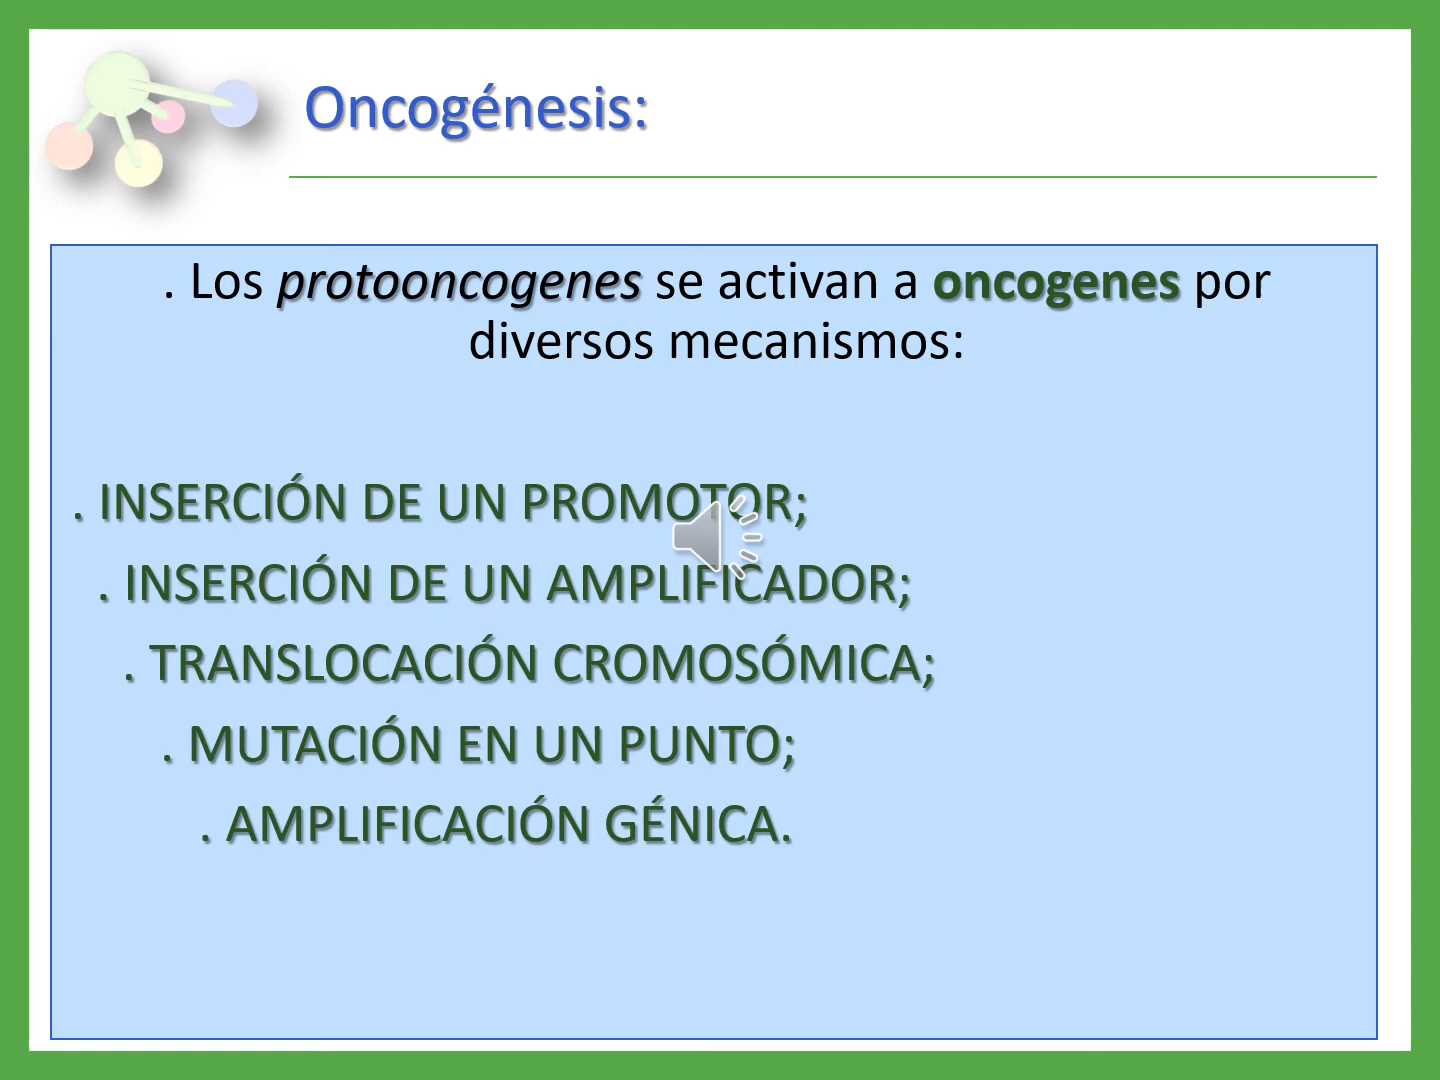 Oncogénesis:
. Los protooncogenes se activan a oncogenes por
diversos mecanismos:
. INSERCIÓN DE UN PROMOTOR;
. INSERCIÓN DE UN AMPLIFICADOR;
. TRANSLOCACIÓN CROMOSÓMICA;
. MUTACIÓN EN UN PUNTO;
. AMPLIFICACIÓN GÉNICA.